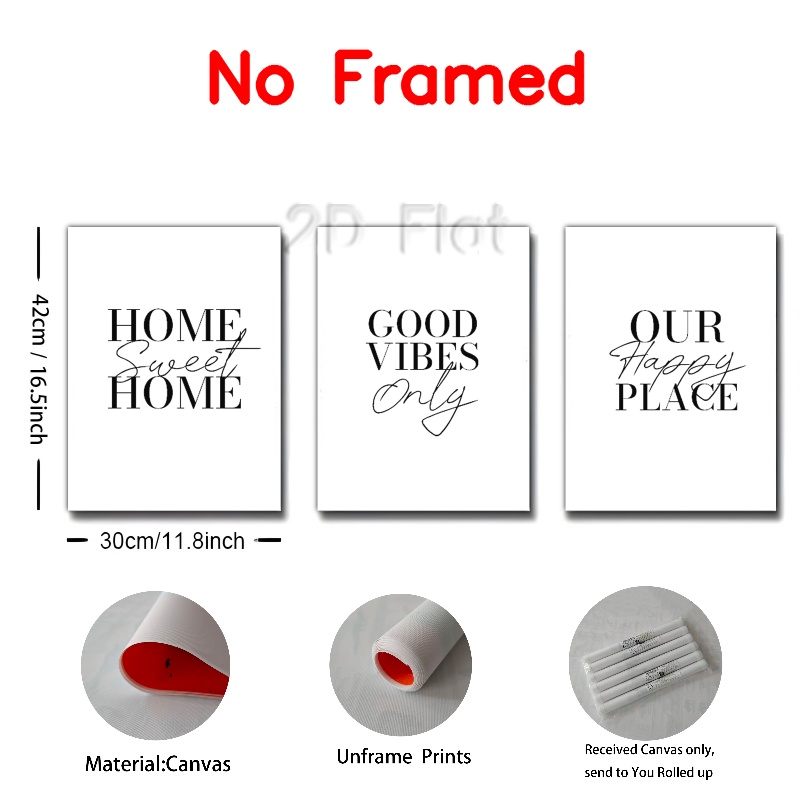 No Framed
2D Flat
42cm / 16.5inch
HOME
Sweet
HOME
GOOD
VIBES
Only
OUR
Happy
PLACE
30cm/11.8inch
Material:Canvas
Unframe Prints
Received Canvas only,
send to You Rolled up